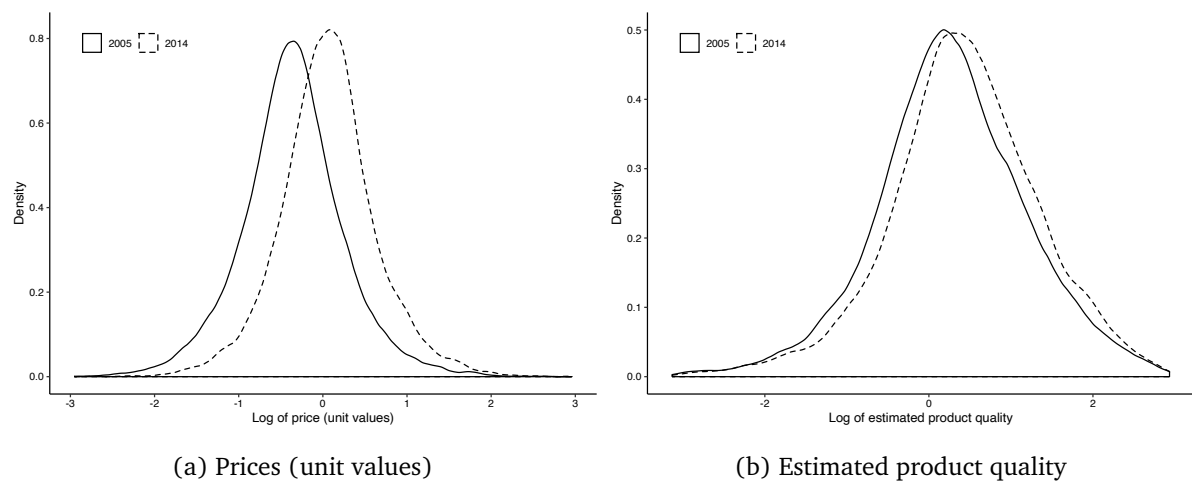 2005 2014
Density
0.8
0.6
0.4
0.2
0.0
-3 -2 -1 0 1 2 3
Log of price (unit values)
(a) Prices (unit values)
2005 2014
Density
0.5
0.4
0.3
0.2
0.1
0.0
-2 0 2
Log of estimated product quality
(b) Estimated product quality